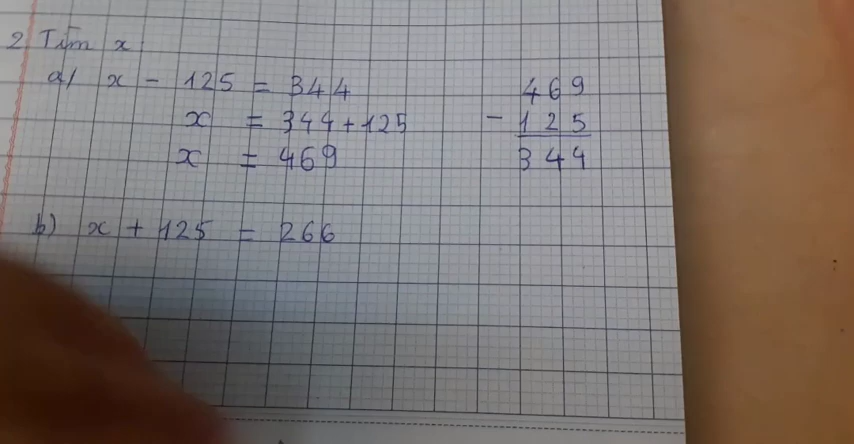 2 Tìm x
a) x - 125 = 344
x = 344 + 125
x = 469
469
- 125
344
b) x + 125 = 266